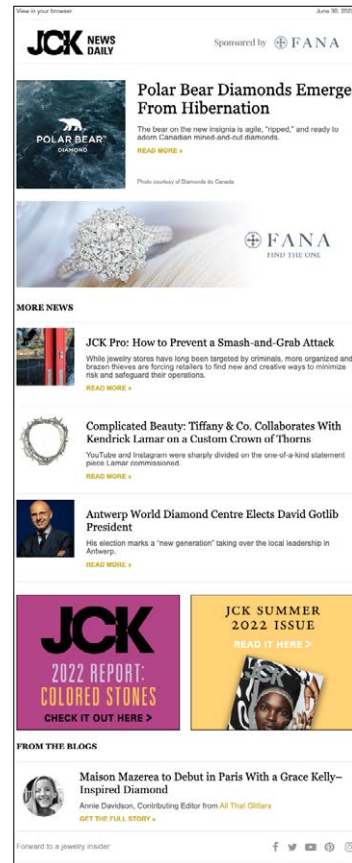 View in your browser
June 30, 202
JCK NEWS DAILY
Sponsored by FANA
POLAR BEAR™
DIAMOND
Polar Bear Diamonds Emerge
From Hibernation
The bear on the new insignia is agile, "ripped," and ready to
adorn Canadian mined-and-cut diamonds.
READ MORE »
Photo courtesy of Diamonds do Canada
FANA
FIND THE ONE
MORE NEWS
JCK Pro: How to Prevent a Smash-and-Grab Attack
While jewelry stores have long been targeted by criminals, more organized and
brazen thieves are forcing retailers to find new and creative ways to minimize
risk and safeguard their operations.
READ MORE »
Complicated Beauty: Tiffany & Co. Collaborates With
Kendrick Lamar on a Custom Crown of Thorns
YouTube and Instagram were sharply divided on the one-of-a-kind statement
piece Lamar commissioned.
READ MORE »
Antwerp World Diamond Centre Elects David Gotlib
President
His election marks a "new generation" taking over the local leadership in
Antwerp.
READ MORE »
JCK
2022 REPORT:
COLORED STONES
CHECK IT OUT HERE >
JCK SUMMER
2022 ISSUE
READ IT HERE >
JCK
FROM THE BLOGS
Maison Mazerea to Debut in Paris With a Grace Kelly–
Inspired Diamond
Annie Davidson, Contributing Editor from All That Glitters
GET THE FULL STORY »
Forward to a jewelry insider